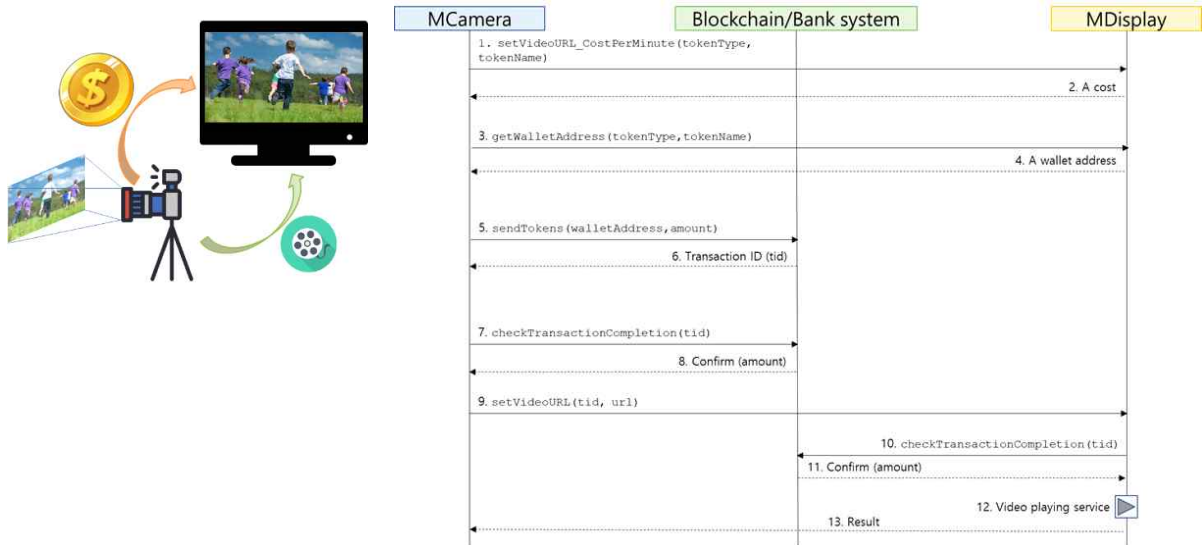 MCamera
Blockchain/Bank system
MDisplay
1. setVideoURL_CostPerMinute(tokenType,
tokenName)
2. A cost
3. getWalletAddress(tokenType,tokenName)
4. A wallet address
5. sendTokens(walletAddress,amount)
6. Transaction ID (tid)
7. checkTransactionCompletion(tid)
8. Confirm (amount)
9. setVideoURL(tid, url)
10. checkTransactionCompletion(tid)
11. Confirm (amount)
12. Video playing service
13. Result